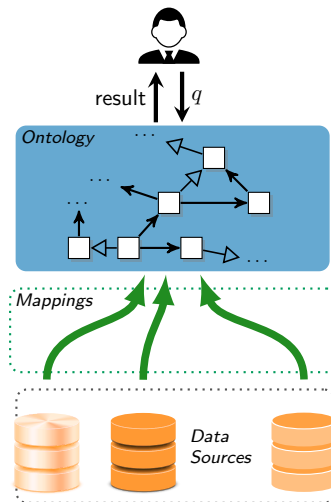 result
q
Ontology
...
...
...
...
Mappings
Data
Sources